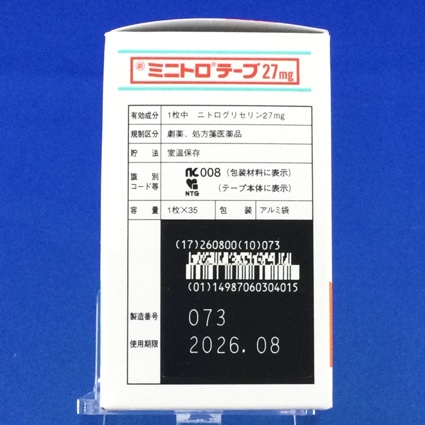 劇 ミニトロ®テープ27mg
有効成分 1枚中 ニトログリセリン27mg
規制区分 劇薬、処方箋医薬品
貯法 室温保存
識別コード等 008 (包装材料に表示)
NTG (テープ本体に表示)
容量 1枚×35 包装 アルミ袋
(17)260800(10)073
(01)14987060304015
製造番号 073
使用期限 2026.08